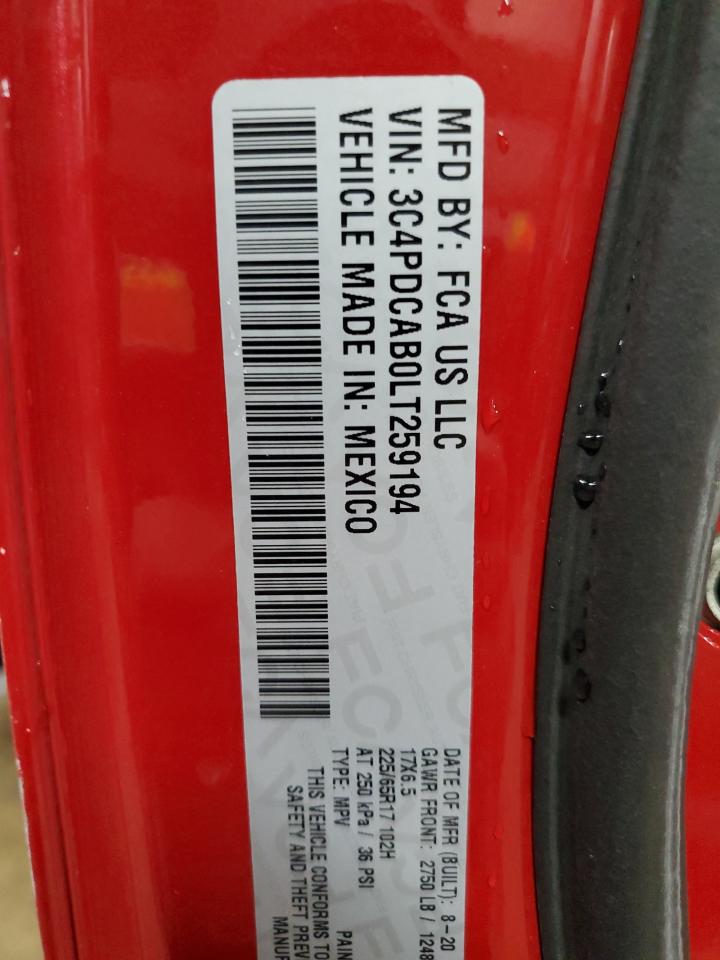 MFD BY: FCA US LLC
VIN: 3C4PDCAB0LT259194
VEHICLE MADE IN: MEXICO
DATE OF MFR (BUILT): 8-20
GAWR FRONT: 2750 LB / 1248
17X6.5
225/65R17 102H
AT 250 kPa / 36 PSI
TYPE: MPV PAIN
THIS VEHICLE CONFORMS TO
SAFETY AND THEFT PREV
MANUF